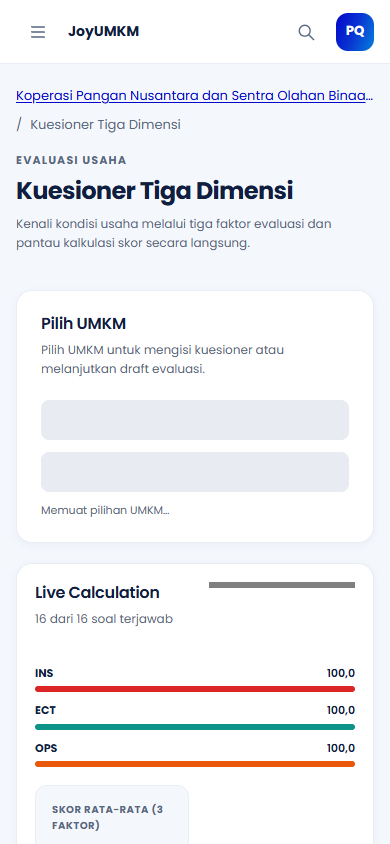 JoyUMKM
PQ
Koperasi Pangan Nusantara dan Sentra Olahan Binaa...
/ Kuesioner Tiga Dimensi
EVALUASI USAHA
Kuesioner Tiga Dimensi
Kenali kondisi usaha melalui tiga faktor evaluasi dan
pantau kalkulasi skor secara langsung.
Pilih UMKM
Pilih UMKM untuk mengisi kuesioner atau
melanjutkan draft evaluasi.
Memuat pilihan UMKM...
Live Calculation
16 dari 16 soal terjawab
INS 100,0
ECT 100,0
OPS 100,0
SKOR RATA-RATA (3
FAKTOR)